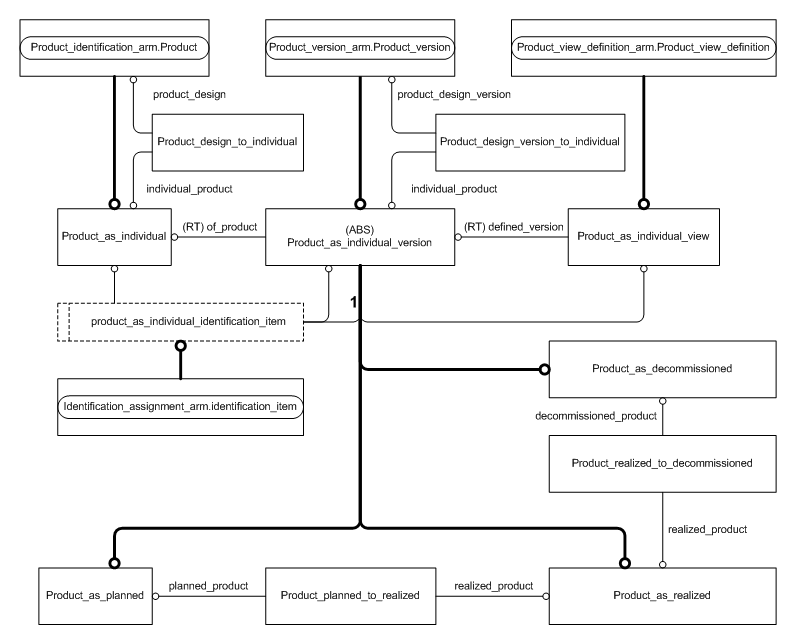 Product_identification_arm.Product
Product_version_arm.Product_version
Product_view_definition_arm.Product_view_definition
product_design
product_design_version
Product_design_to_individual
Product_design_version_to_individual
individual_product
individual_product
Product_as_individual
(RT) of_product
(ABS)
Product_as_individual_version
(RT) defined_version
Product_as_individual_view
1
product_as_individual_identification_item
Product_as_decommissioned
Identification_assignment_arm.identification_item
decommissioned_product
Product_realized_to_decommissioned
realized_product
Product_as_planned
planned_product
Product_planned_to_realized
realized_product
Product_as_realized